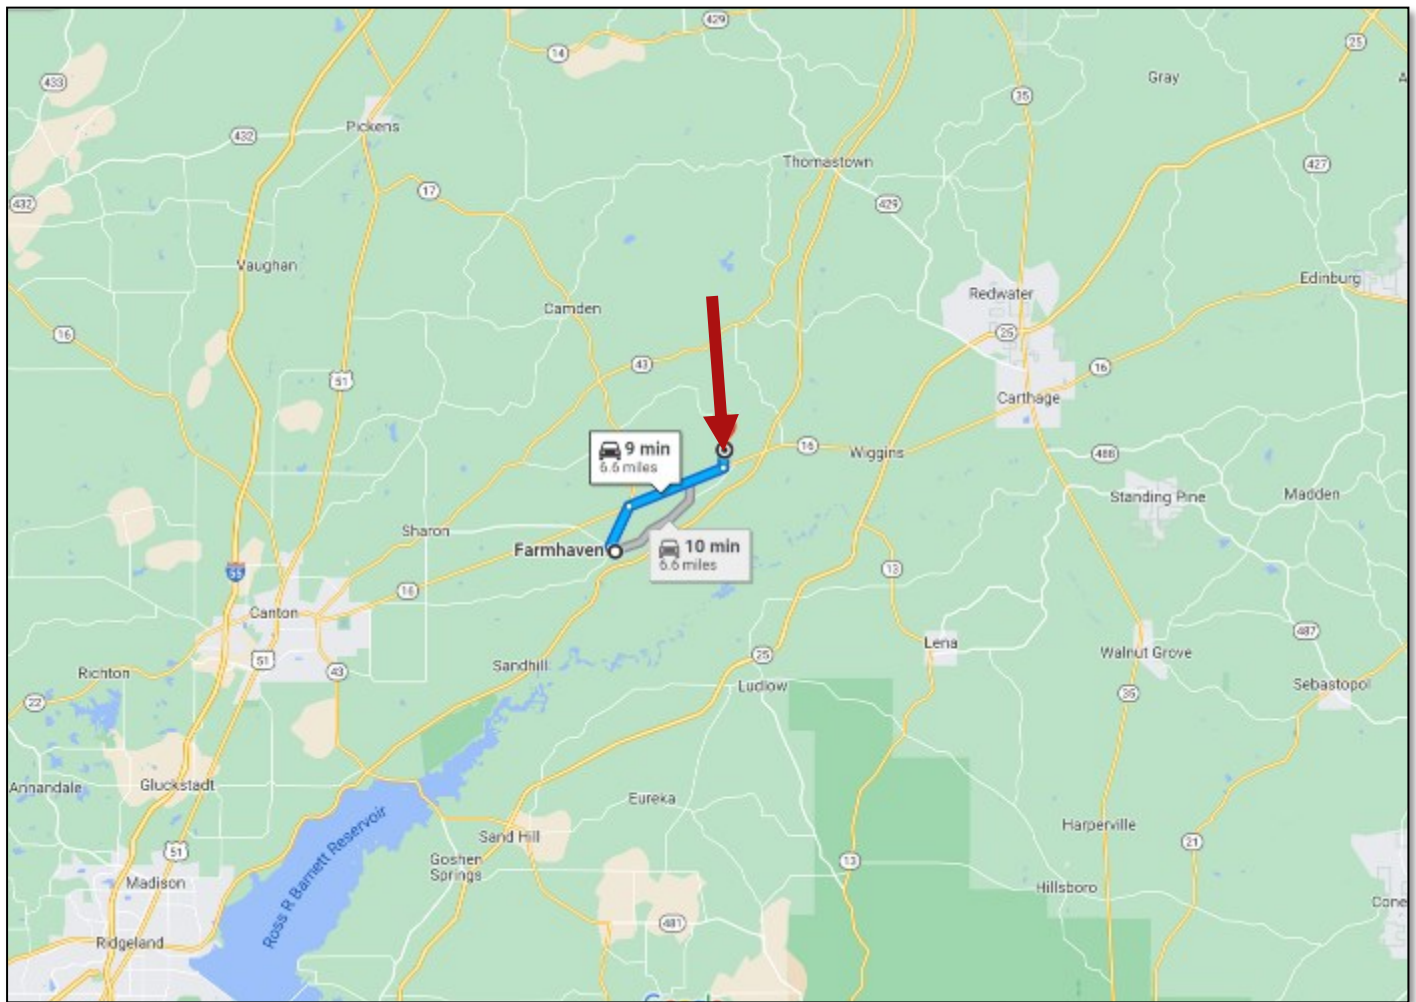 429
14
25
433
35
Gray
Pickens
432
Thomastown
427
17
432
429
Vaughan
Edinburg
Redwater
Camden
16
25
43
16
51
Carthage
9 min
6.6 miles
16
Wiggins
488
Standing Pine
Madden
Sharon
Farmhaven
10 min
6.6 miles
13
55
16
Canton
487
Lena
Walnut Grove
51
43
Sandhill
25
Richton
Ludlow
Sebastopol
35
22
Annandale
Gluckstadt
Eureka
Harperville
Sand Hill
Ross R Barnett Reservoir
21
51
Goshen
Springs
13
Madison
Hillsboro
Cone
481
Ridgeland